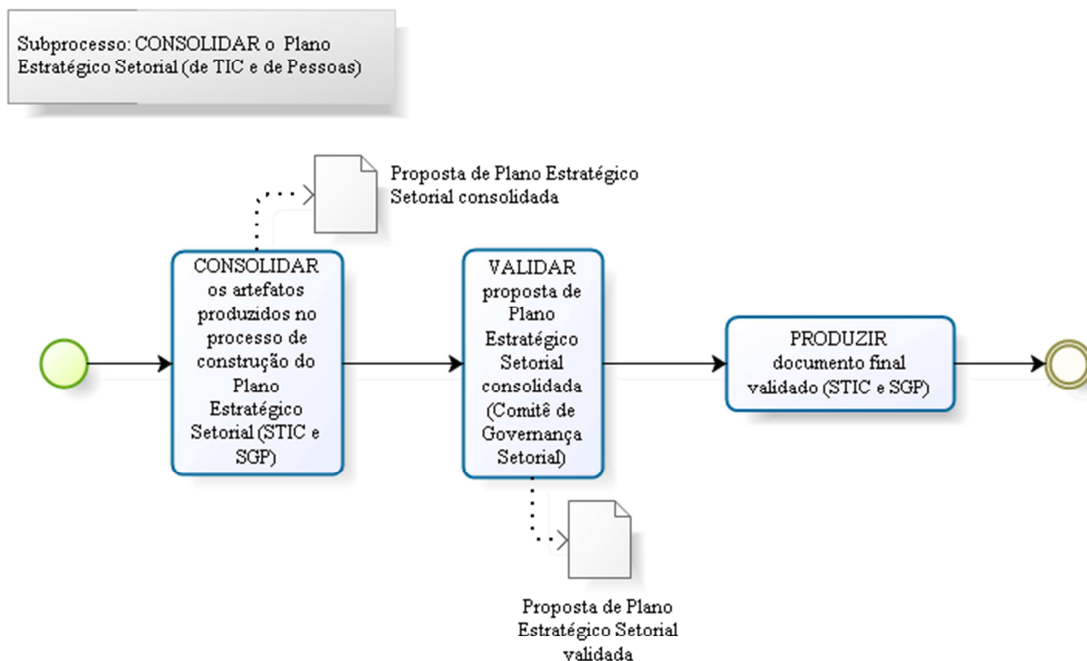 Subprocesso: CONSOLIDAR o Plano
Estratégico Setorial (de TIC e de Pessoas)
Proposta de Plano Estratégico
Setorial consolidada
CONSOLIDAR
os artefatos
produzidos no
processo de
construção do
Plano
Estratégico
Setorial (STIC e
SGP)
VALIDAR
proposta de
Plano
Estratégico
Setorial
consolidada
(Comitê de
Governança
Setorial)
PRODUZIR
documento final
validado (STIC e SGP)
Proposta de Plano
Estratégico Setorial
validada